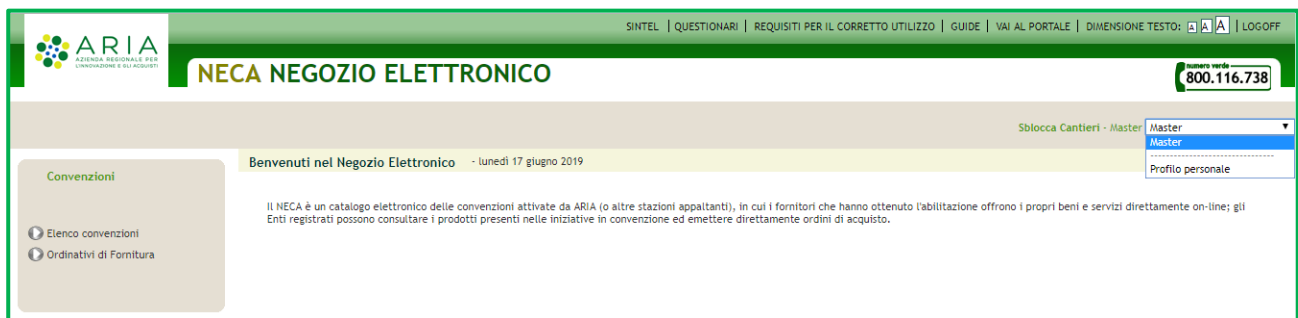 SINTEL | QUESTIONARI | REQUISITI PER IL CORRETTO UTILIZZO | GUIDE | VAI AL PORTALE | DIMENSIONE TESTO: A A A | LOGOFF
ARIA
AZIENDA REGIONALE PER
L'INNOVAZIONE E GLI ACQUISTI
NECA NEGOZIO ELETTRONICO
numero verde
800.116.738
Sblocca Cantieri - Master Master
Master
------------------------------
Profilo personale
Benvenuti nel Negozio Elettronico - lunedì 17 giugno 2019
Convenzioni
Il NECA è un catalogo elettronico delle convenzioni attivate da ARIA (o altre stazioni appaltanti), in cui i fornitori che hanno ottenuto l'abilitazione offrono i propri beni e servizi direttamente on-line; gli
Enti registrati possono consultare i prodotti presenti nelle iniziative in convenzione ed emettere direttamente ordini di acquisto.
Elenco convenzioni
Ordinativi di Fornitura